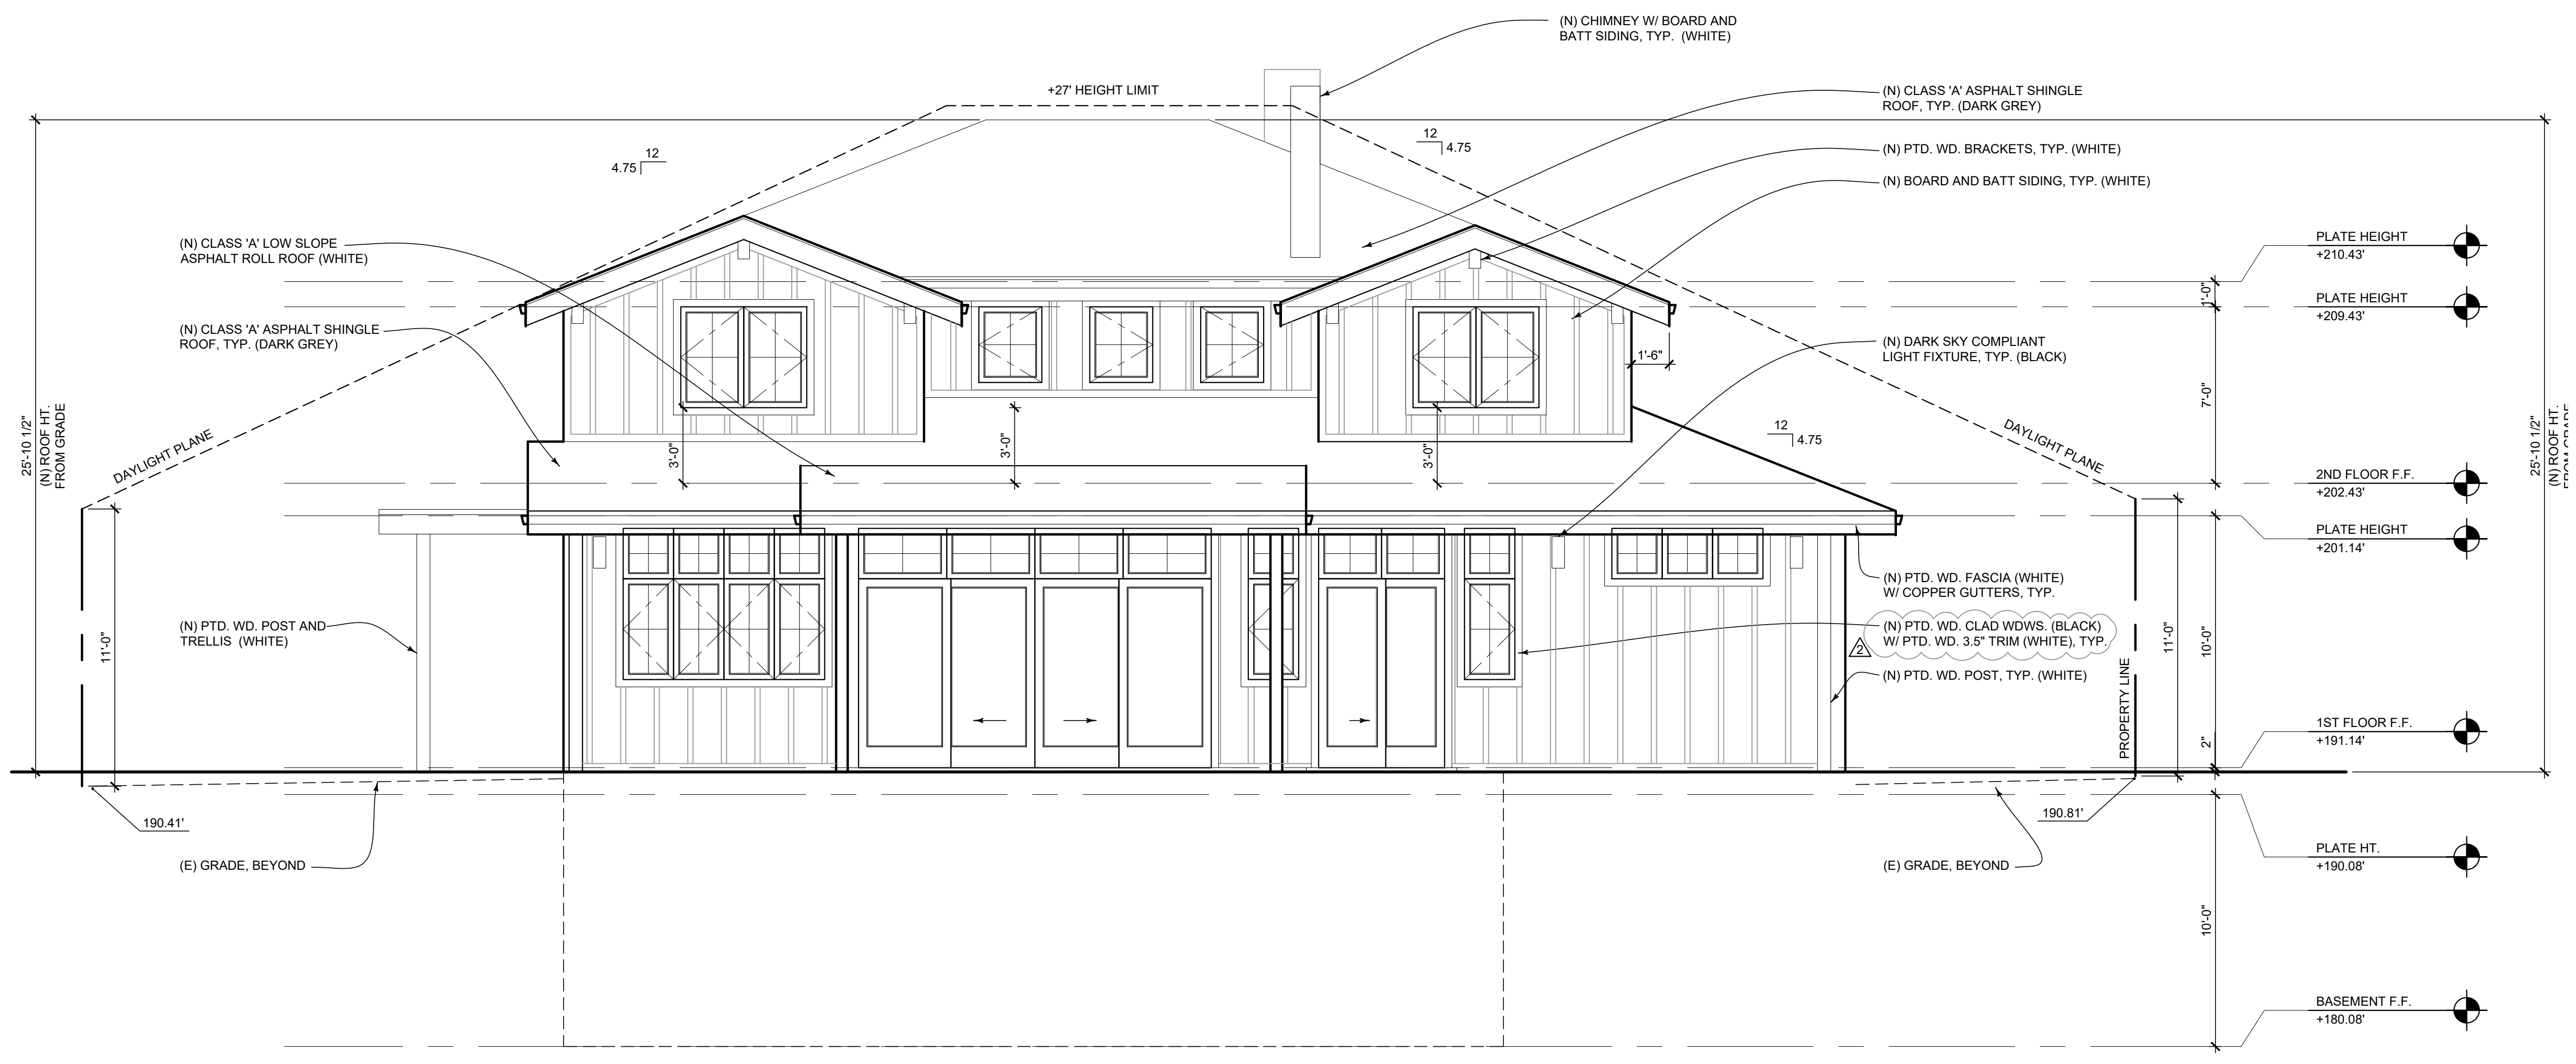 (N) CHIMNEY W/ BOARD AND
BATT SIDING, TYP. (WHITE)
+27' HEIGHT LIMIT
(N) CLASS 'A' ASPHALT SHINGLE
ROOF, TYP. (DARK GREY)
12
4.75
12
4.75
(N) PTD. WD. BRACKETS, TYP. (WHITE)
(N) BOARD AND BATT SIDING, TYP. (WHITE)
(N) CLASS 'A' LOW SLOPE
ASPHALT ROLL ROOF (WHITE)
PLATE HEIGHT
+210.43'
1'-0"
PLATE HEIGHT
+209.43'
(N) CLASS 'A' ASPHALT SHINGLE
ROOF, TYP. (DARK GREY)
(N) DARK SKY COMPLIANT
LIGHT FIXTURE, TYP. (BLACK)
1'-6"
7'-0"
25'-10 1/2"
(N) ROOF HT.
FROM GRADE
DAYLIGHT PLANE
3'-0"
3'-0"
3'-0"
12
4.75
DAYLIGHT PLANE
25'-10 1/2"
(N) ROOF HT.
FROM GRADE
2ND FLOOR F.F.
+202.43'
PLATE HEIGHT
+201.14'
(N) PTD. WD. FASCIA (WHITE)
W/ COPPER GUTTERS, TYP.
(N) PTD. WD. POST AND
TRELLIS (WHITE)
11'-0"
(N) PTD. WD. CLAD WDWS. (BLACK)
W/ PTD. WD. 3.5" TRIM (WHITE), TYP.
2
(N) PTD. WD. POST, TYP. (WHITE)
PROPERTY LINE
11'-0"
10'-0"
1ST FLOOR F.F.
+191.14'
2"
190.41'
190.81'
(E) GRADE, BEYOND
(E) GRADE, BEYOND
PLATE HT.
+190.08'
10'-0"
BASEMENT F.F.
+180.08'